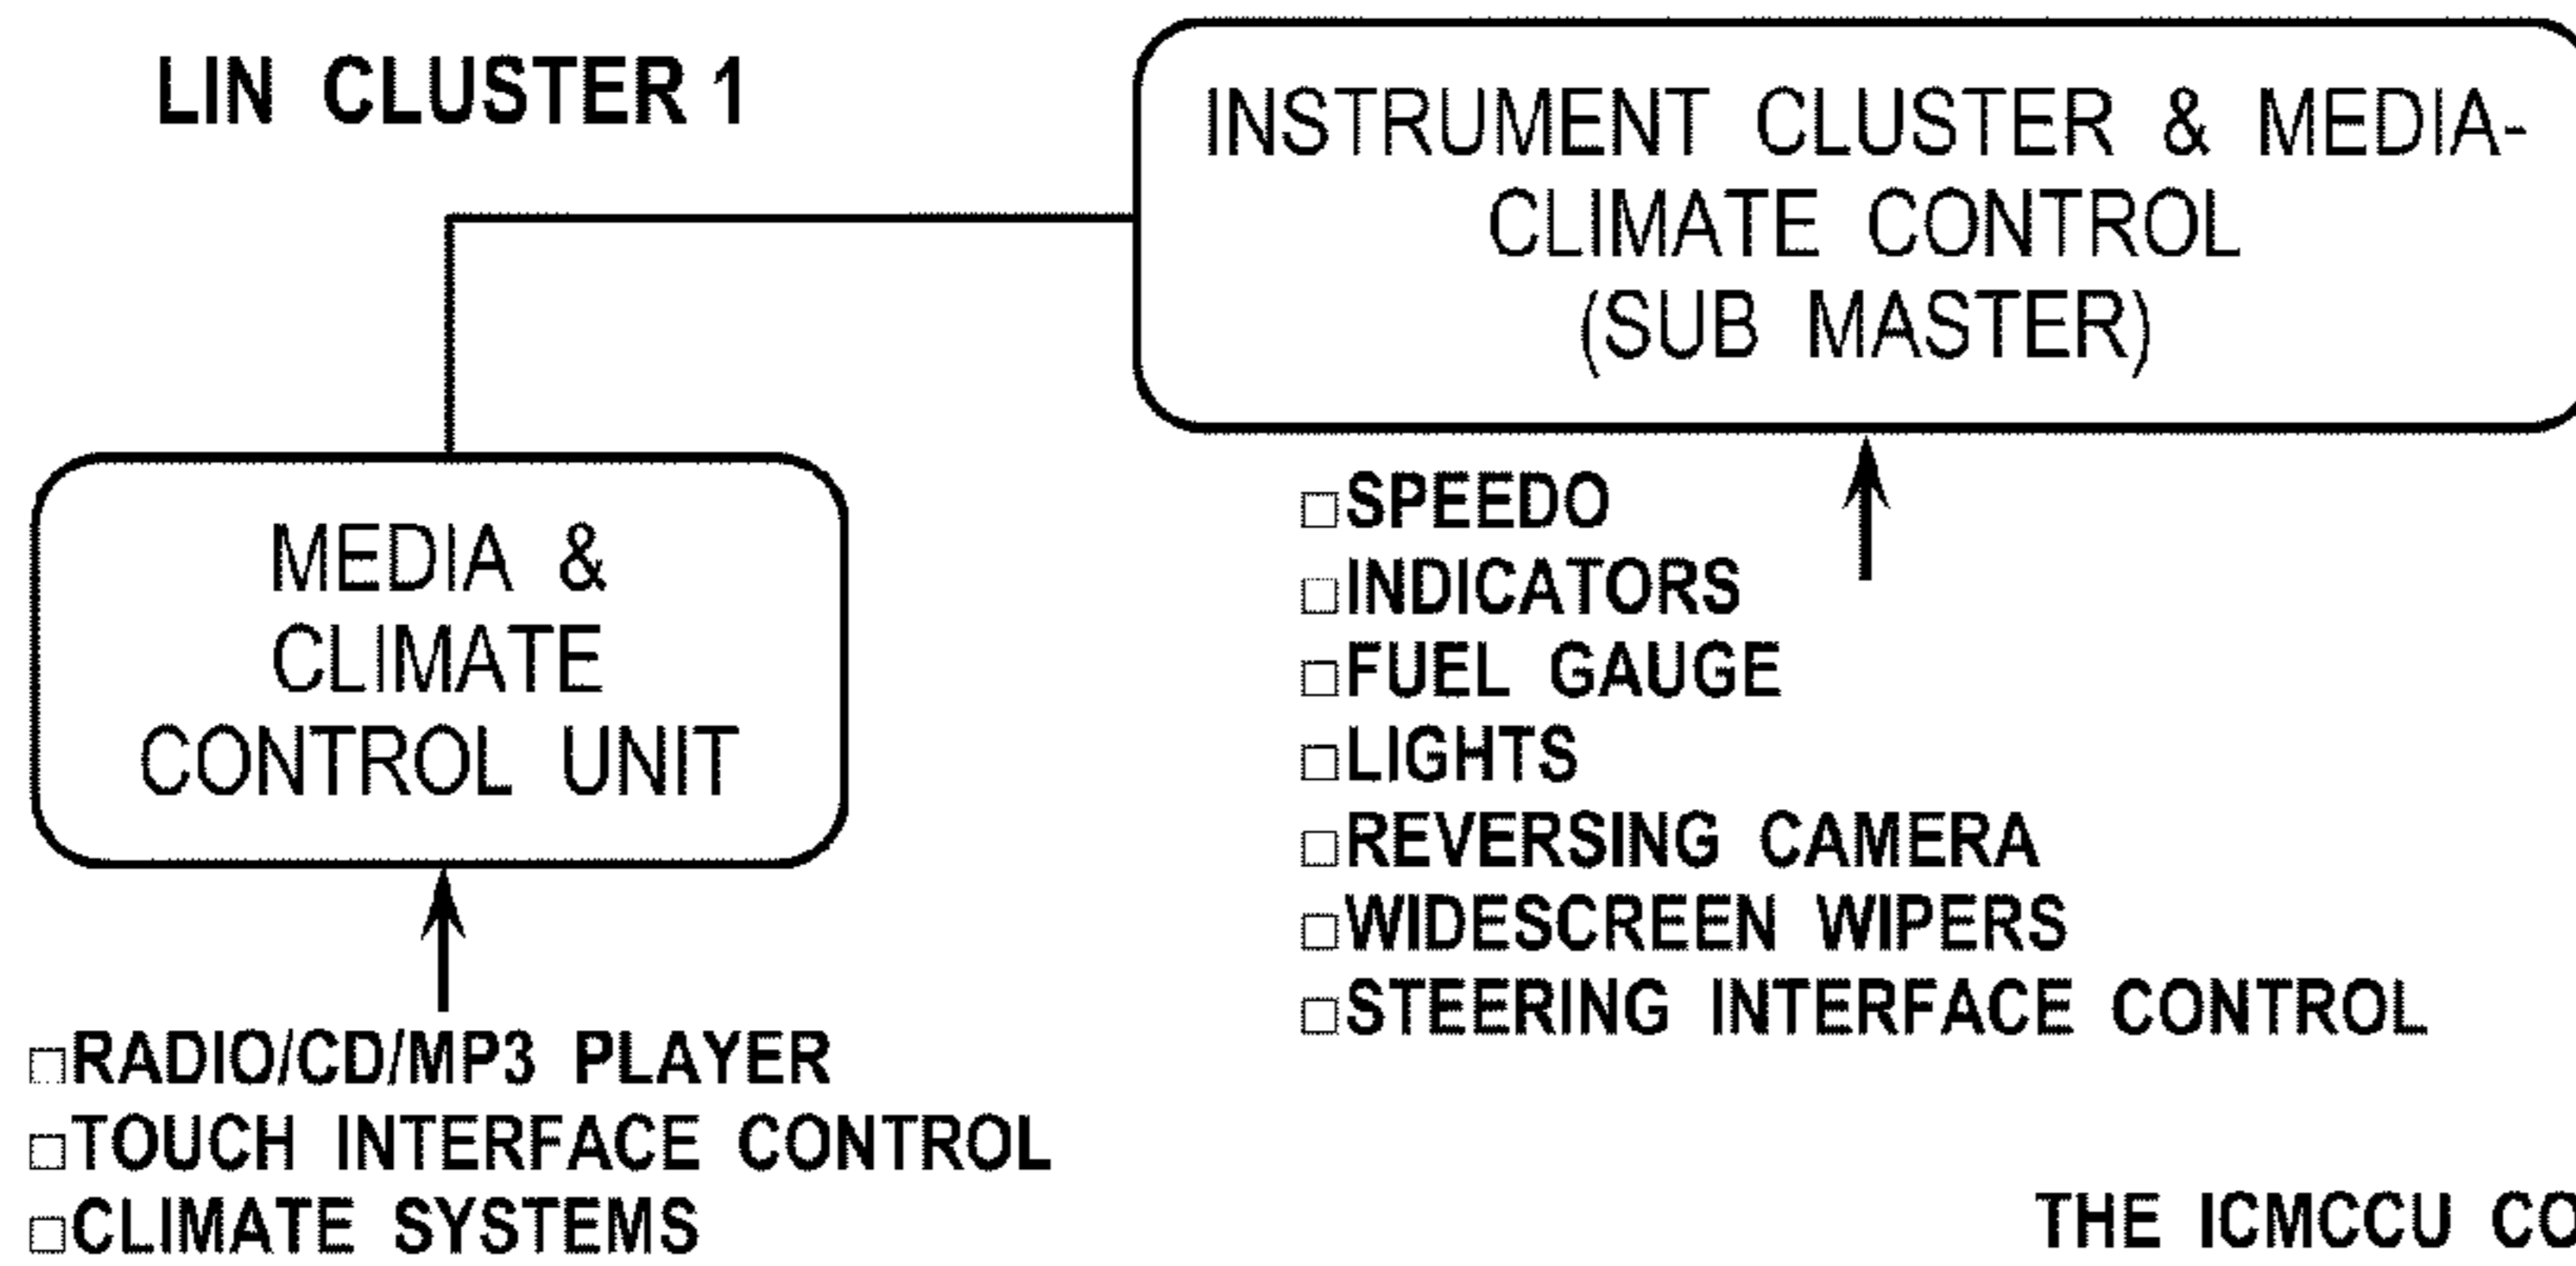 LIN CLUSTER 1
INSTRUMENT CLUSTER & MEDIA-
CLIMATE CONTROL
(SUB MASTER)
MEDIA &
CLIMATE
CONTROL UNIT
□SPEEDO
□INDICATORS
□FUEL GAUGE
□LIGHTS
□REVERSING CAMERA
□WIDESCREEN WIPERS
□STEERING INTERFACE CONTROL
□RADIO/CD/MP3 PLAYER
□TOUCH INTERFACE CONTROL
□CLIMATE SYSTEMS
THE ICMCCU